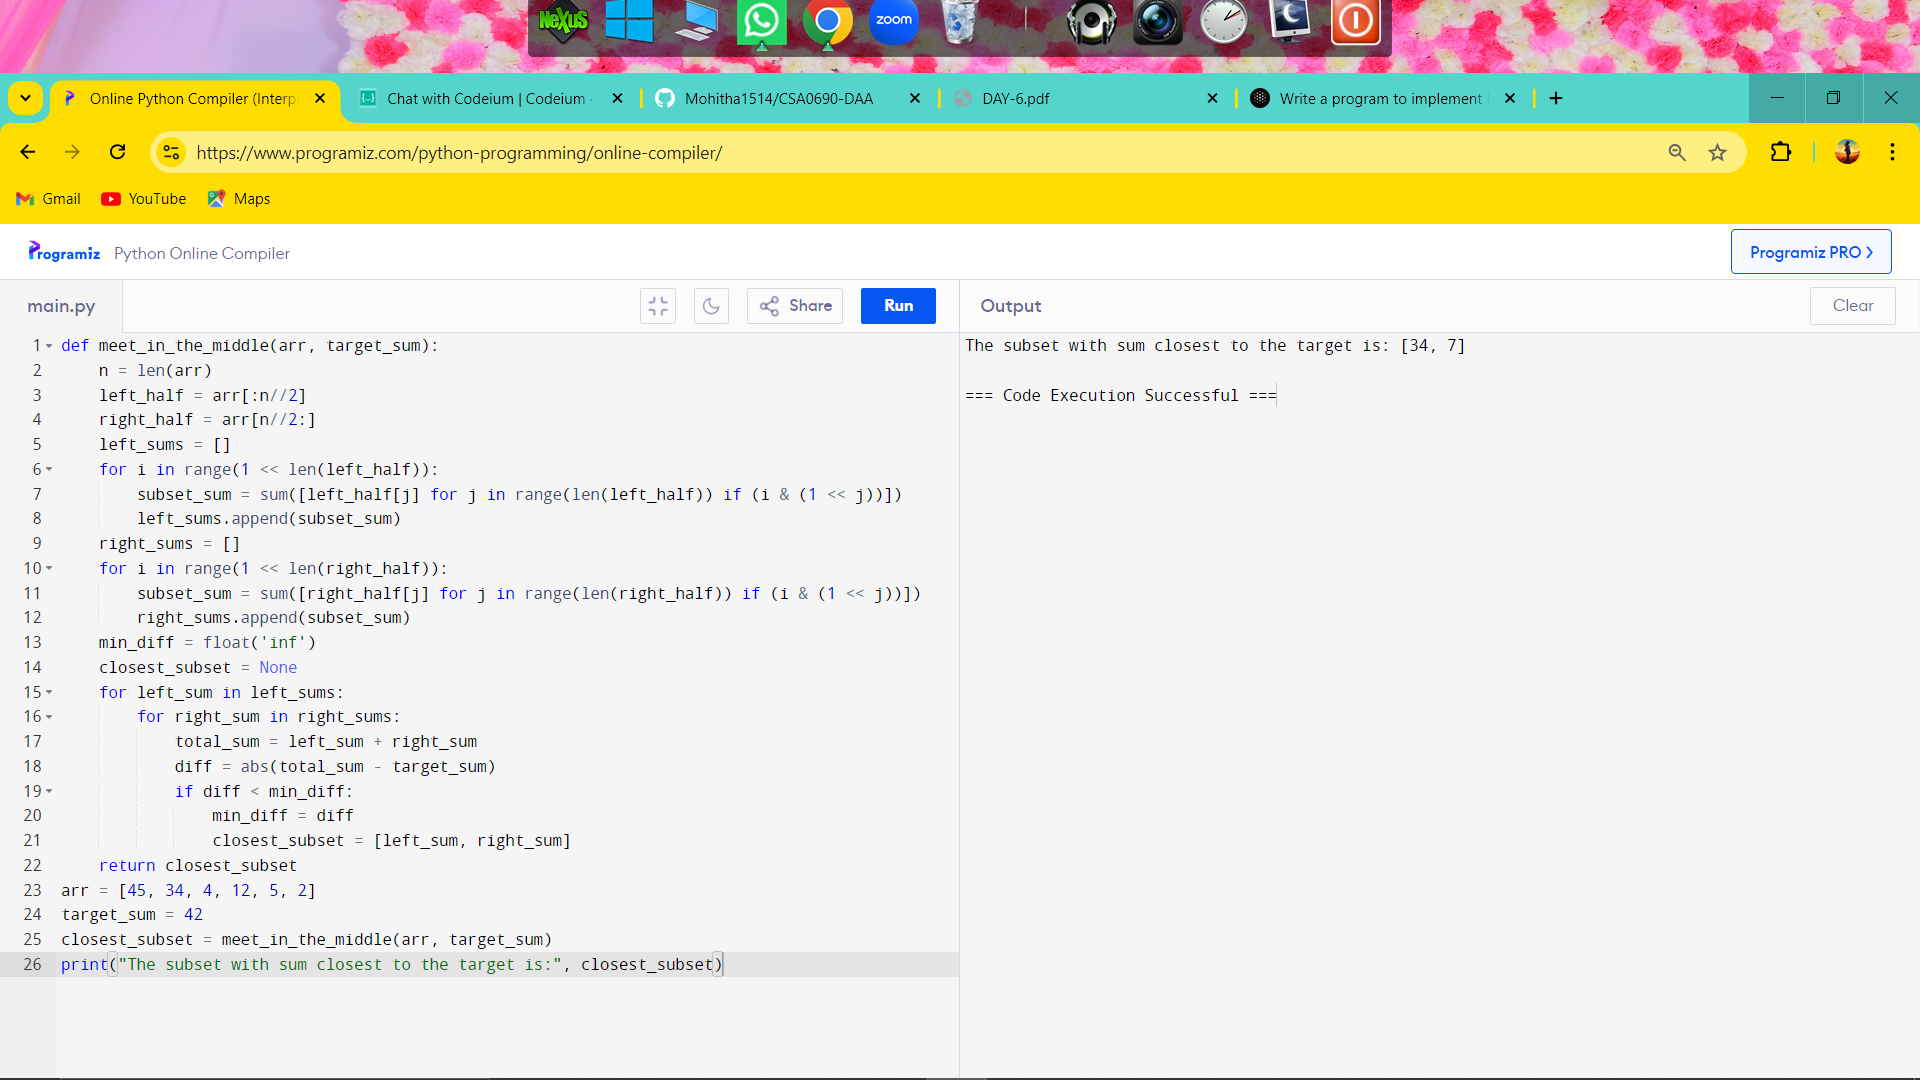 NeXuS
zoom
Online Python Compiler (Interp
Chat with Codeium | Codeium
Mohitha1514/CSA0690-DAA
DAY-6.pdf
Write a program to implement
https://www.programiz.com/python-programming/online-compiler/
Gmail
YouTube
Maps
Programiz
Python Online Compiler
Programiz PRO
main.py
Share
Run
Output
Clear
1 def meet_in_the_middle(arr, target_sum):
2     n = len(arr)
3     left_half = arr[:n//2]
4     right_half = arr[n//2:]
5     left_sums = []
6     for i in range(1 << len(left_half)):
7         subset_sum = sum([left_half[j] for j in range(len(left_half)) if (i & (1 << j))])
8         left_sums.append(subset_sum)
9     right_sums = []
10     for i in range(1 << len(right_half)):
11         subset_sum = sum([right_half[j] for j in range(len(right_half)) if (i & (1 << j))])
12         right_sums.append(subset_sum)
13     min_diff = float('inf')
14     closest_subset = None
15     for left_sum in left_sums:
16         for right_sum in right_sums:
17             total_sum = left_sum + right_sum
18             diff = abs(total_sum - target_sum)
19             if diff < min_diff:
20                 min_diff = diff
21                 closest_subset = [left_sum, right_sum]
22     return closest_subset
23 arr = [45, 34, 4, 12, 5, 2]
24 target_sum = 42
25 closest_subset = meet_in_the_middle(arr, target_sum)
26 print("The subset with sum closest to the target is:", closest_subset)
The subset with sum closest to the target is: [34, 7]
=== Code Execution Successful ===